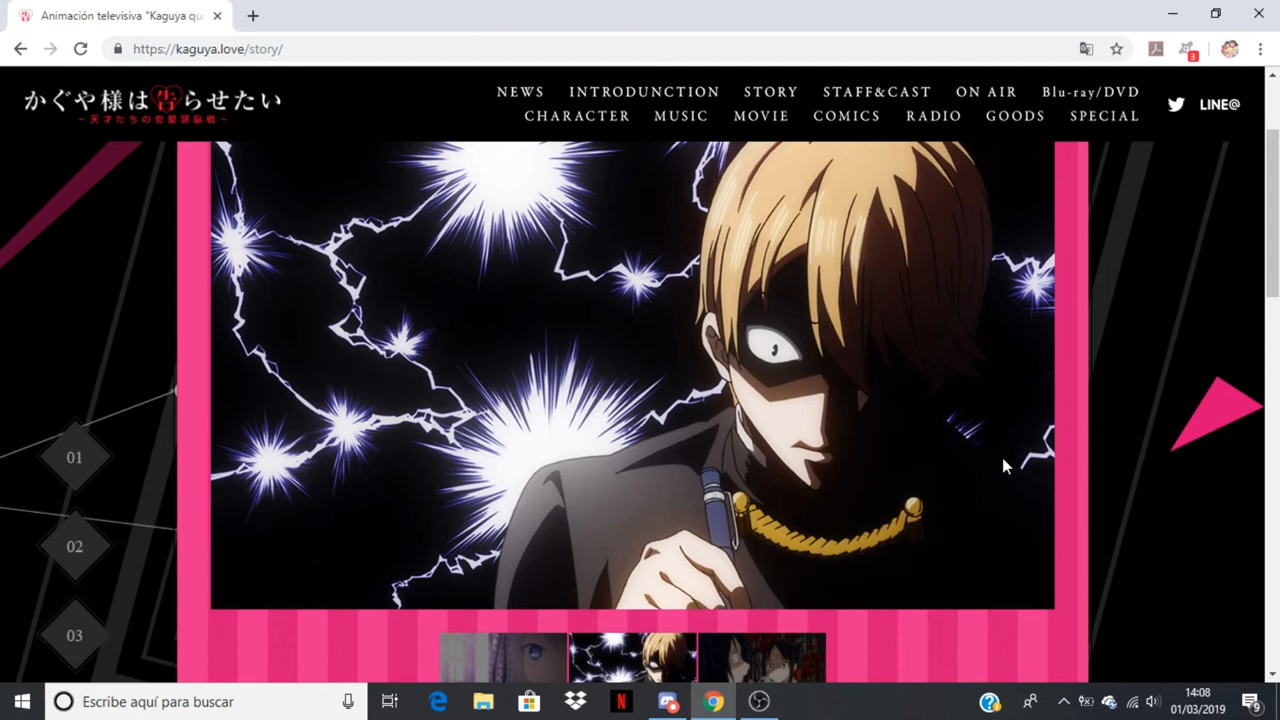 Animación televisiva "Kaguya qu
https://kaguya.love/story/
3
かぐや様は告らせたい
～天才たちの恋愛頭脳戦～
NEWS INTRODUNCTION STORY STAFF&CAST ON AIR Blu-ray/DVD
CHARACTER MUSIC MOVIE COMICS RADIO GOODS SPECIAL
LINE@
01
02
03
Escribe aquí para buscar
14:08
01/03/2019
9